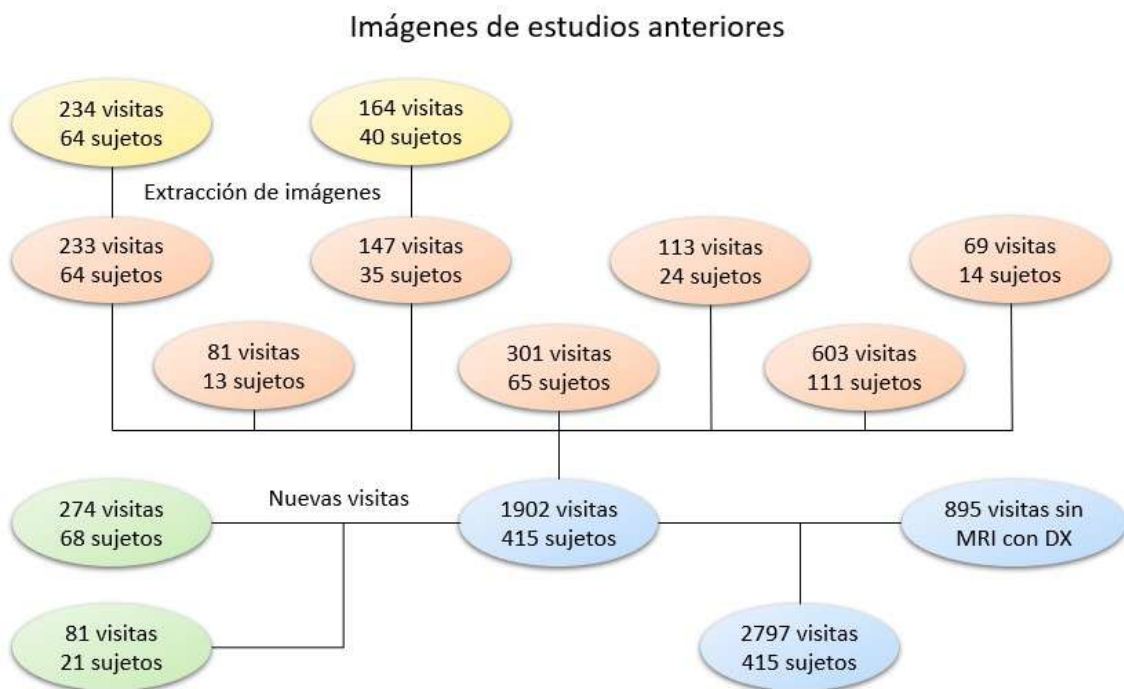 Imágenes de estudios anteriores
234 visitas
64 sujetos
164 visitas
40 sujetos
Extracción de imágenes
233 visitas
64 sujetos
147 visitas
35 sujetos
113 visitas
24 sujetos
69 visitas
14 sujetos
81 visitas
13 sujetos
301 visitas
65 sujetos
603 visitas
111 sujetos
274 visitas
68 sujetos
Nuevas visitas
1902 visitas
415 sujetos
895 visitas sin
MRI con DX
81 visitas
21 sujetos
2797 visitas
415 sujetos